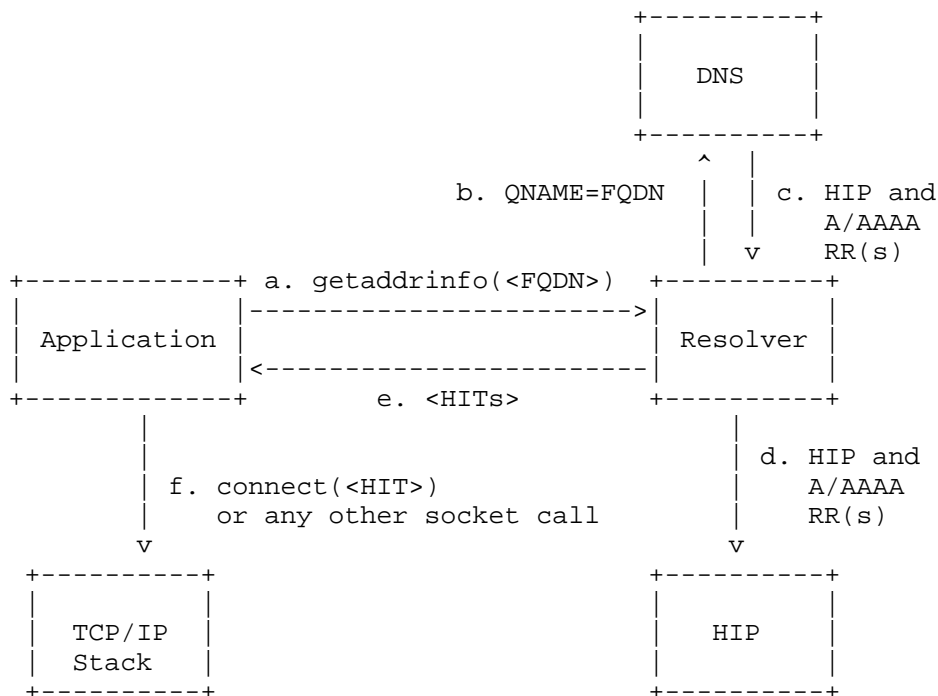 DNS
b. QNAME=FQDN
c. HIP and
A/AAAA
RR(s)
a. getaddrinfo(<FQDN>)
Application
Resolver
e. <HITs>
d. HIP and
A/AAAA
RR(s)
f. connect(<HIT>)
or any other socket call
TCP/IP
Stack
HIP